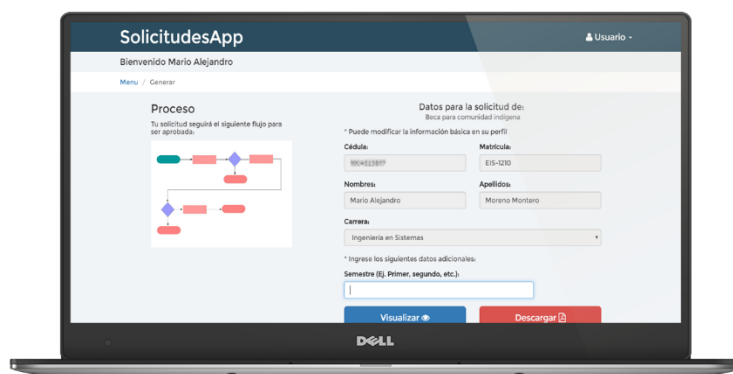 SolicitudesApp
Usuario
Bienvenido Mario Alejandro
Menu / Generar
Proceso
Tu solicitud seguirá el siguiente flujo para
ser aprobada:
Datos para la solicitud de:
Beca para comunidad indígena
* Puede modificar la información básica en su perfil
Cédula:
Matrícula:
EIS-1210
Nombres:
Apellidos:
Mario Alejandro
Moreno Montero
Carrera:
Ingeniería en Sistemas
* Ingrese los siguientes datos adicionales:
Semestre (Ej. Primer, segundo, etc.):
Visualizar
Descargar
DELL